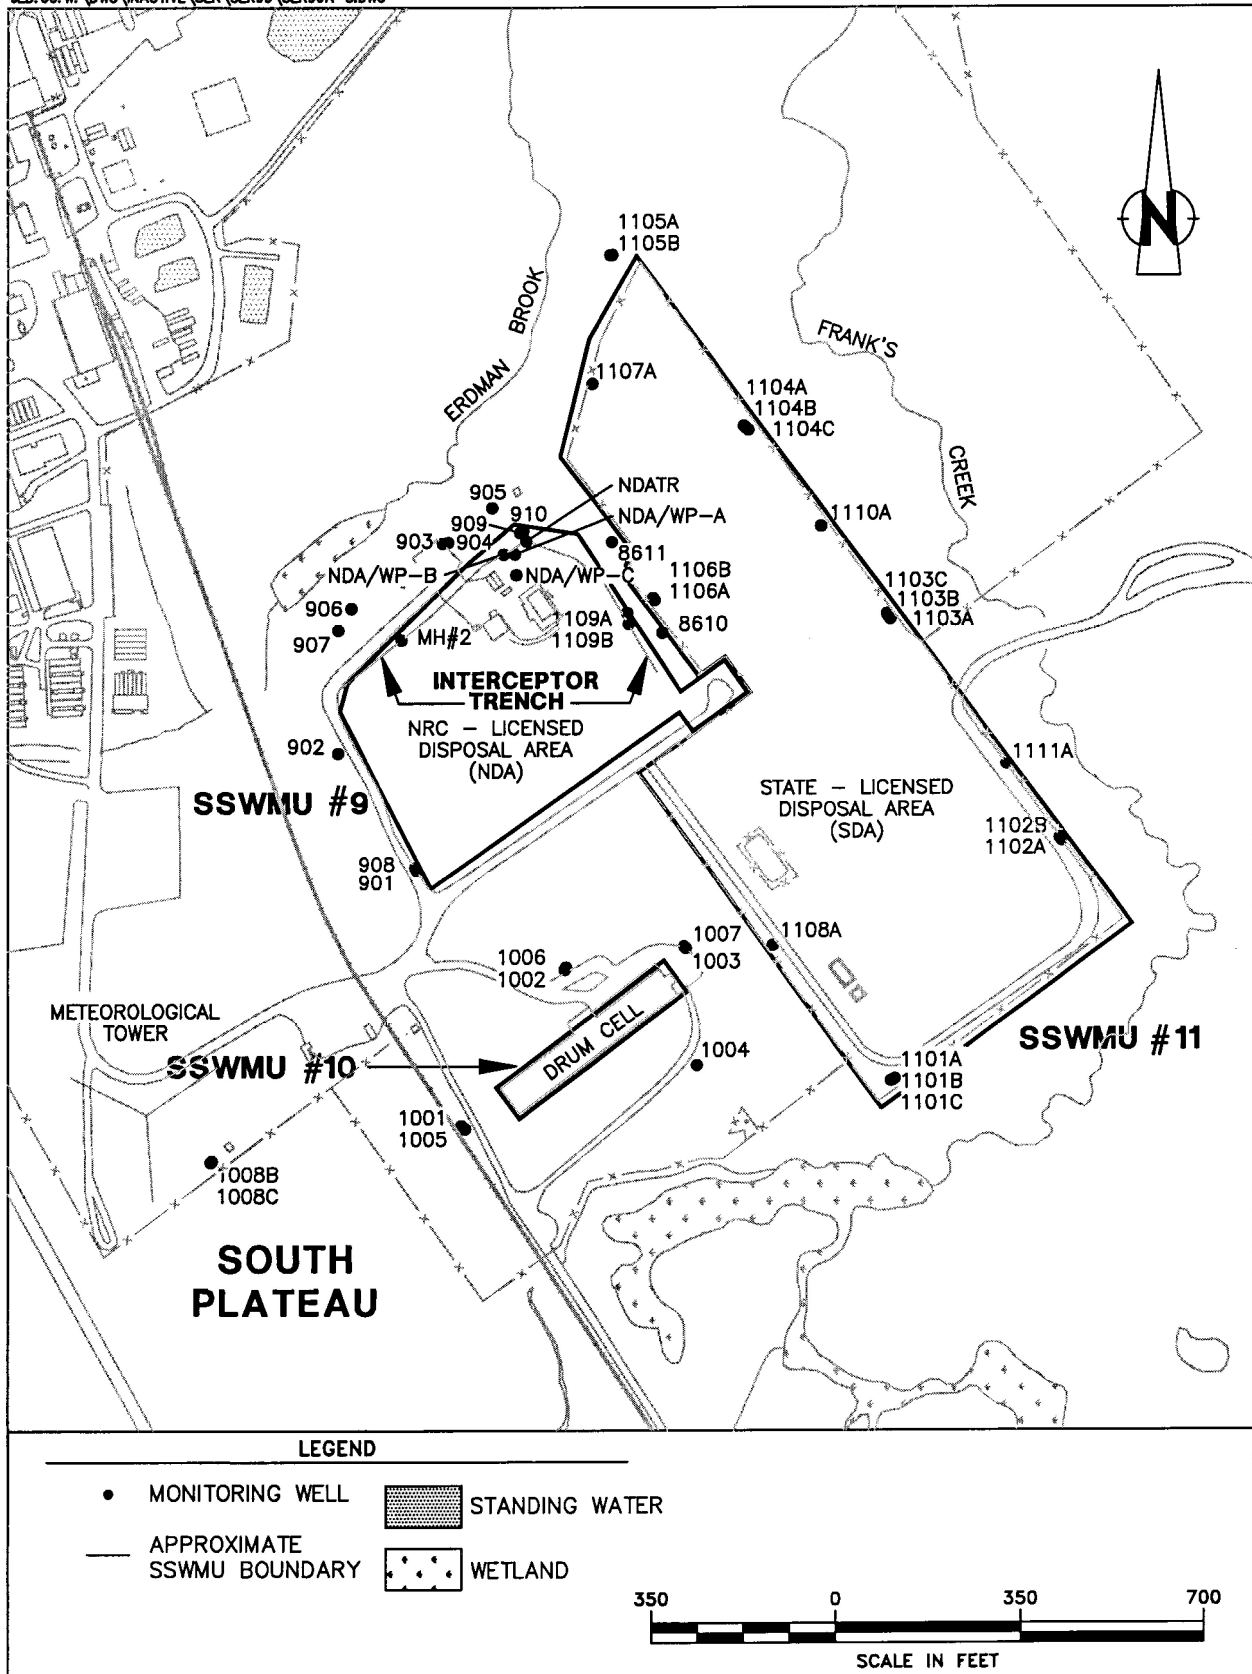 N
1105A
1105B
ERDMAN BROOK
FRANK'S CREEK
1107A
1104A
1104B
1104C
NDATR
905
910
NDA/WP-A
909
1110A
903
904
8611
NDA/WP-B
NDA/WP-C
1106B
1106A
1103C
1103B
1103A
906
907
MH#2
109A
1109B
8610
INTERCEPTOR
TRENCH
NRC – LICENSED
DISPOSAL AREA
(NDA)
902
1111A
SSWMU #9
STATE – LICENSED
DISPOSAL AREA
(SDA)
1102B
1102A
908
901
1108A
1007
1003
1006
1002
METEOROLOGICAL
TOWER
DRUM CELL
SSWMU #10
SSWMU #11
1004
1101A
1101B
1101C
1001
1005
1008B
1008C
SOUTH
PLATEAU
LEGEND
MONITORING WELL
STANDING WATER
APPROXIMATE
SSWMU BOUNDARY
WETLAND
350 0 350 700
SCALE IN FEET